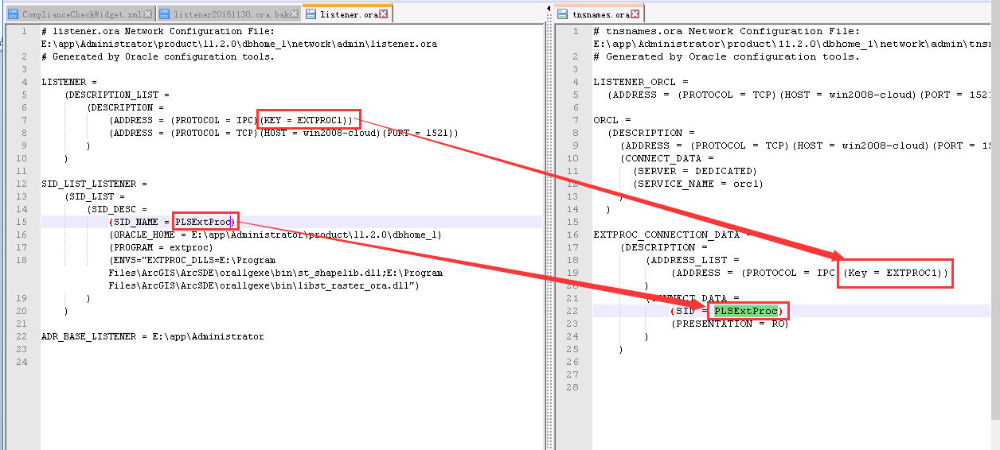 ComplianceCheckWidget.xml
listener20161130.ora.bak
listener.ora
tnsnames.ora
1 # listener.ora Network Configuration File:
E:\app\Administrator\product\11.2.0\dbhome_1\network\admin\listener.ora
2 # Generated by Oracle configuration tools.
3
4 LISTENER =
5 (DESCRIPTION_LIST =
6 (DESCRIPTION =
7 (ADDRESS = (PROTOCOL = IPC)(KEY = EXTPROC1))
8 (ADDRESS = (PROTOCOL = TCP)(HOST = win2008-cloud)(PORT = 1521))
9 )
10 )
11
12 SID_LIST_LISTENER =
13 (SID_LIST =
14 (SID_DESC =
15 (SID_NAME = PLSExtProc)
16 (ORACLE_HOME = E:\app\Administrator\product\11.2.0\dbhome_1)
17 (PROGRAM = extproc)
18 (ENVS="EXTPROC_DLLS=E:\Program
Files\ArcGIS\ArcSDE\orallgexe\bin\st_shapelib.dll;E:\Program
Files\ArcGIS\ArcSDE\orallgexe\bin\libst_raster_ora.dll")
19 )
20 )
21
22 ADR_BASE_LISTENER = E:\app\Administrator
23
24
1 # tnsnames.ora Network Configuration File:
E:\app\Administrator\product\11.2.0\dbhome_1\network\admin\tnsn
2 # Generated by Oracle configuration tools.
3
4 LISTENER_ORCL =
5 (ADDRESS = (PROTOCOL = TCP)(HOST = win2008-cloud)(PORT = 1521
6
7 ORCL =
8 (DESCRIPTION =
9 (ADDRESS = (PROTOCOL = TCP)(HOST = win2008-cloud)(PORT = 15
10 (CONNECT_DATA =
11 (SERVER = DEDICATED)
12 (SERVICE_NAME = orcl)
13 )
14 )
15
16 EXTPROC_CONNECTION_DATA =
17 (DESCRIPTION =
18 (ADDRESS_LIST =
19 (ADDRESS = (PROTOCOL = IPC (Key = EXTPROC1))
20 )
21 (CONNECT_DATA =
22 (SID = PLSExtProc)
23 (PRESENTATION = RO)
24 )
25 )
26
27
28